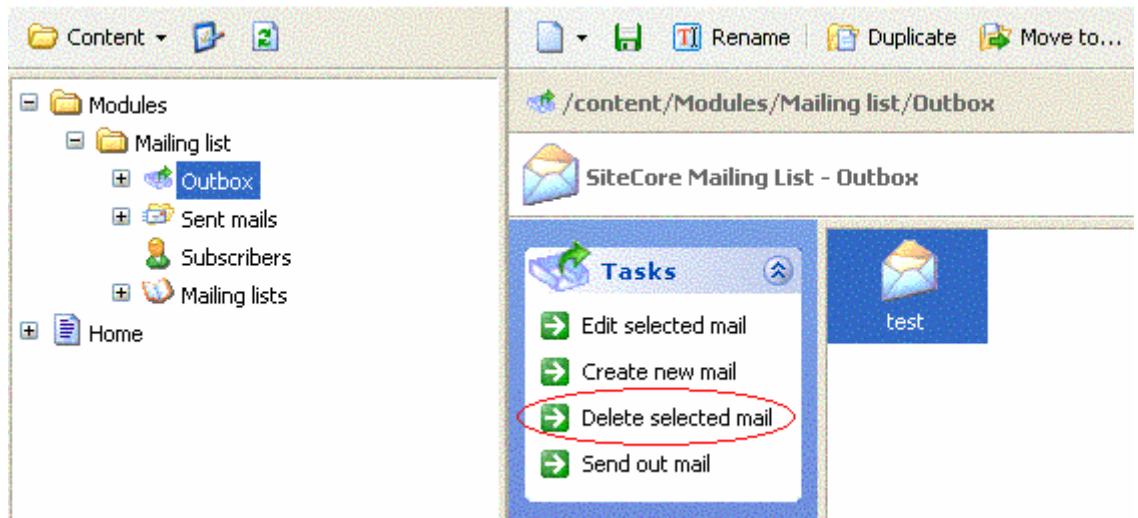 Content
Rename
Duplicate
Move to...
Modules
Mailing list
Outbox
Sent mails
Subscribers
Mailing lists
Home
/content/Modules/Mailing list/Outbox
SiteCore Mailing List - Outbox
Tasks
Edit selected mail
Create new mail
Delete selected mail
Send out mail
test